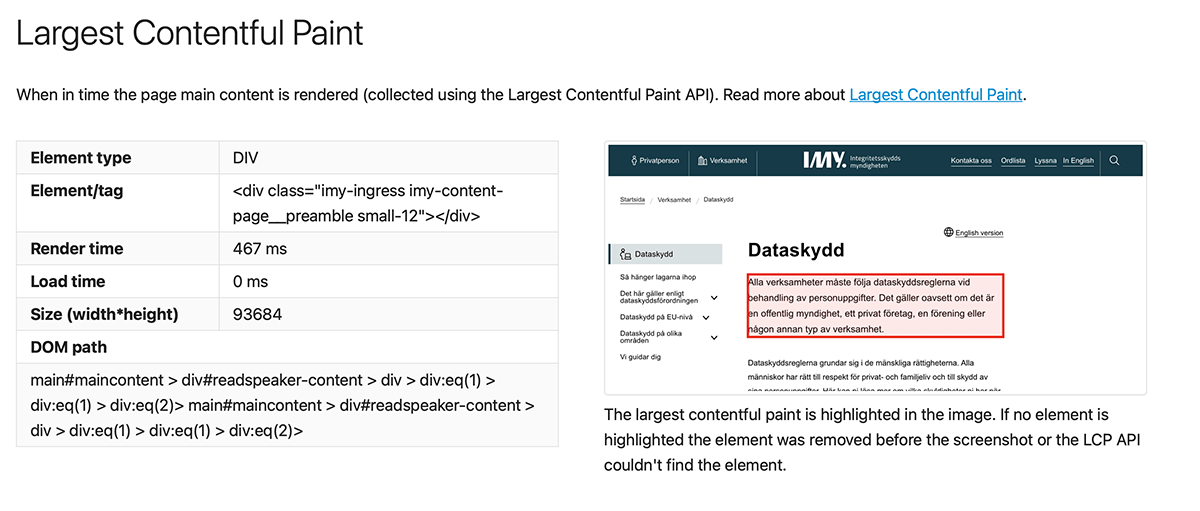 Largest Contentful Paint
When in time the page main content is rendered (collected using the Largest Contentful Paint API). Read more about Largest Contentful Paint.
Element type DIV
Element/tag <div class="imy-ingress imy-content-
page__preamble small-12"></div>
Render time 467 ms
Load time 0 ms
Size (width*height) 93684
DOM path
main#maincontent > div#readspeaker-content > div > div:eq(1) >
div:eq(1) > div:eq(2)> main#maincontent > div#readspeaker-content >
div > div:eq(1) > div:eq(1) > div:eq(2)>
Privatperson Verksamhet IMY. Integritetsskydds
myndigheten Kontakta oss Ordlista Lyssna In English
Startsida / Verksamhet / Dataskydd
English version
Dataskydd
Så hänger lagarna ihop
Det här gäller enligt
dataskyddsförordningen
Dataskydd på EU-nivå
Dataskydd på olika
områden
Vi guidar dig
Dataskydd
Alla verksamheter måste följa dataskyddsreglerna vid
behandling av personuppgifter. Det gäller oavsett om det är
en offentlig myndighet, ett privat företag, en förening eller
någon annan typ av verksamhet.
Dataskyddsreglerna grundar sig i de mänskliga rättigheterna. Alla
människor har rätt till respekt för privat- och familjeliv och till skydd av
The largest contentful paint is highlighted in the image. If no element is
highlighted the element was removed before the screenshot or the LCP API
couldn't find the element.